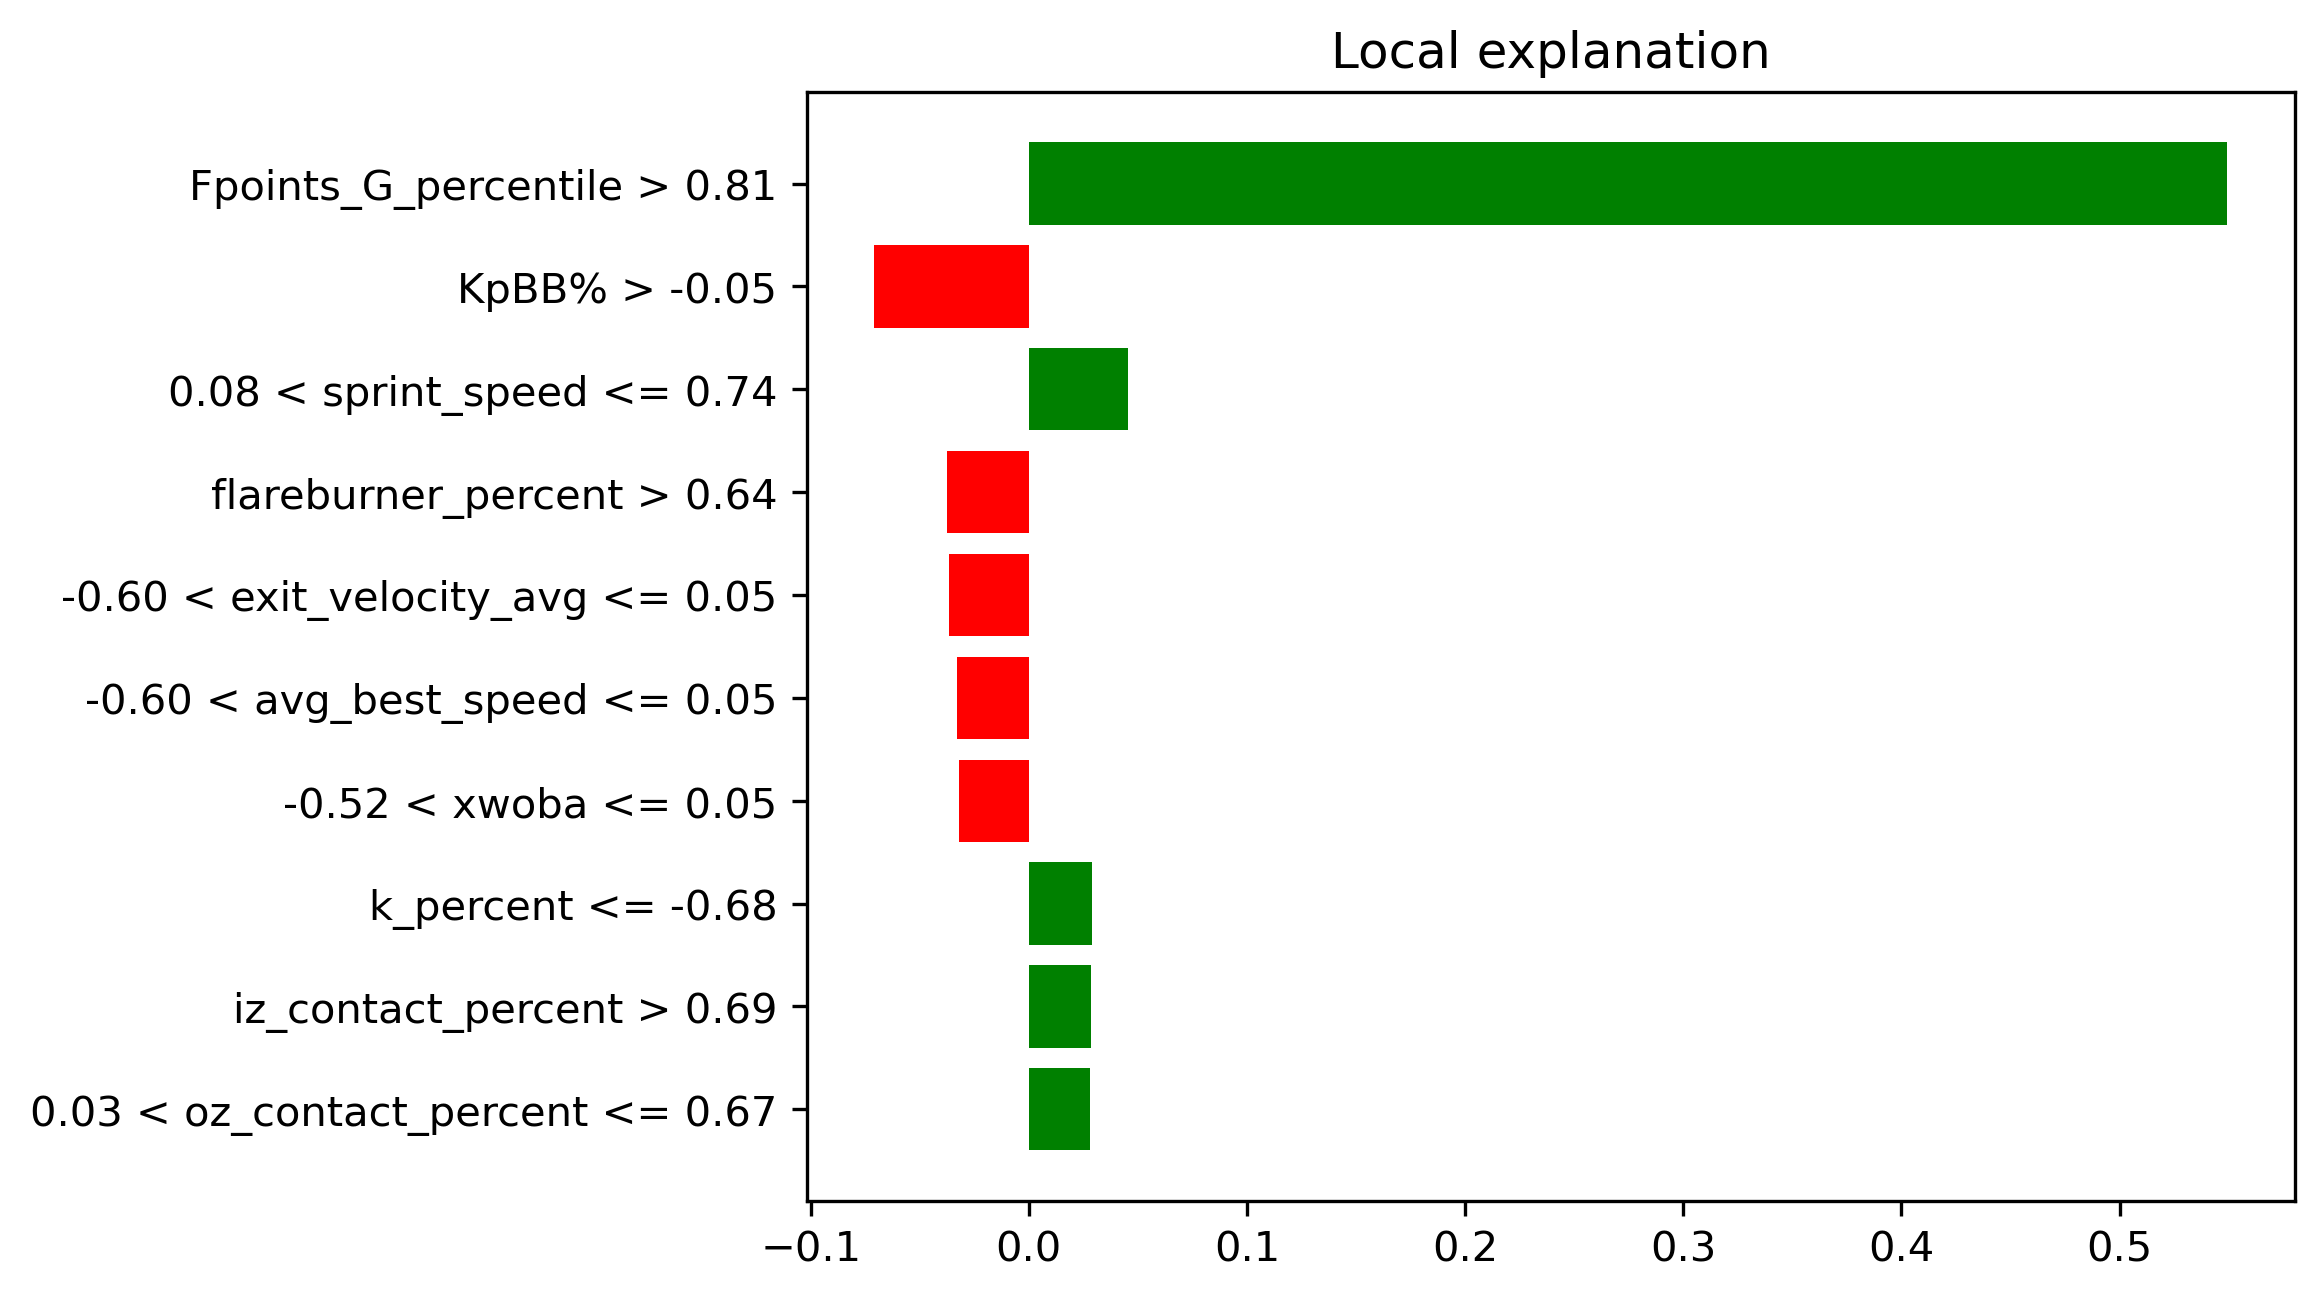 Local explanation
Fpoints_G_percentile > 0.81
KpBB% > -0.05
0.08 < sprint_speed <= 0.74
flareburner_percent > 0.64
-0.60 < exit_velocity_avg <= 0.05
-0.60 < avg_best_speed <= 0.05
-0.52 < xwoba <= 0.05
k_percent <= -0.68
iz_contact_percent > 0.69
0.03 < oz_contact_percent <= 0.67
−0.1 0.0 0.1 0.2 0.3 0.4 0.5